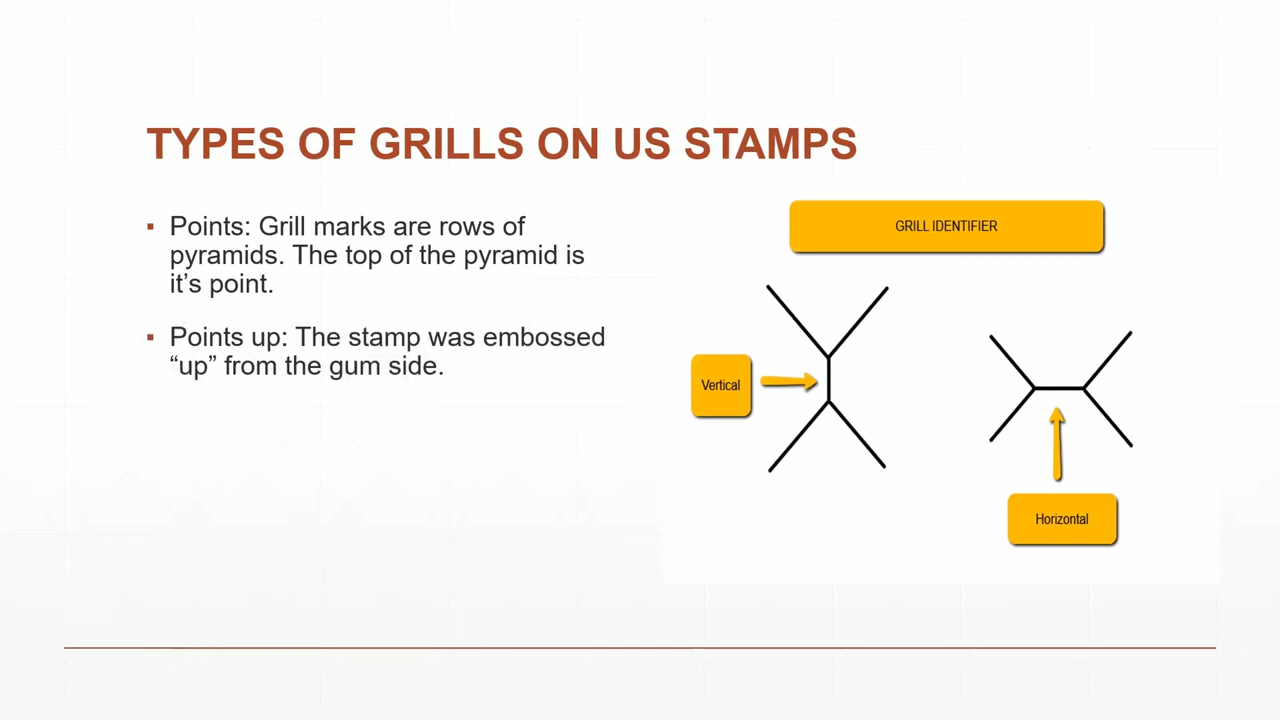 TYPES OF GRILLS ON US STAMPS
▪ Points: Grill marks are rows of
pyramids. The top of the pyramid is
it’s point.
▪ Points up: The stamp was embossed
“up” from the gum side.
GRILL IDENTIFIER
Vertical
Horizontal